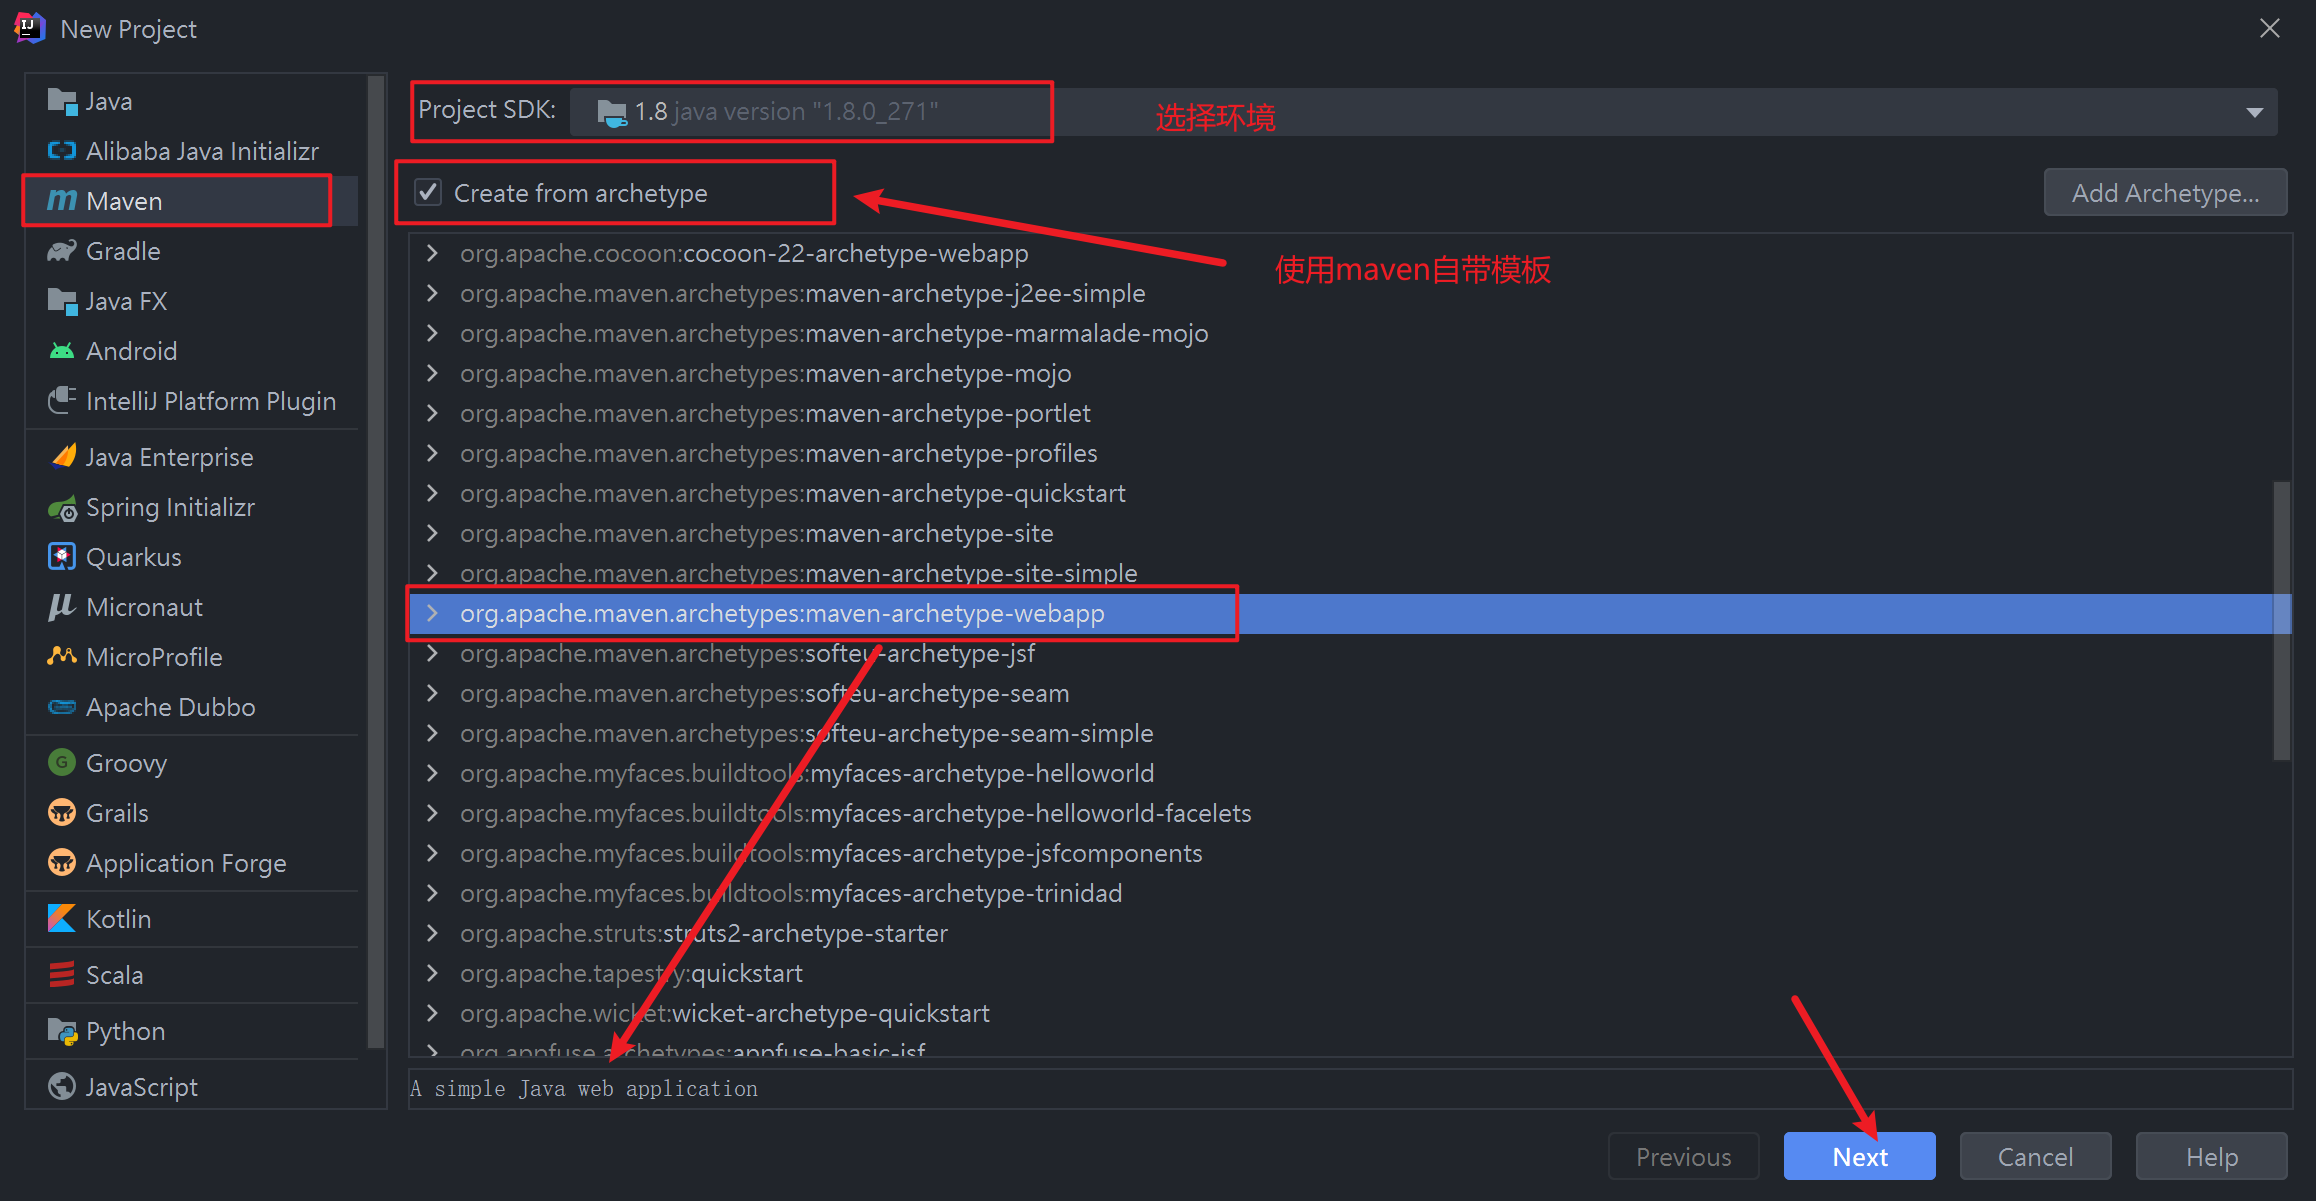 New Project
Java
Alibaba Java Initializr
Maven
Gradle
Java FX
Android
IntelliJ Platform Plugin
Java Enterprise
Spring Initializr
Quarkus
Micronaut
MicroProfile
Apache Dubbo
Groovy
Grails
Application Forge
Kotlin
Scala
Python
JavaScript
Project SDK: 1.8 java version "1.8.0_271"
选择环境
Create from archetype
Add Archetype...
使用maven自带模板
org.apache.cocoon:cocoon-22-archetype-webapp
org.apache.maven.archetypes:maven-archetype-j2ee-simple
org.apache.maven.archetypes:maven-archetype-marmalade-mojo
org.apache.maven.archetypes:maven-archetype-mojo
org.apache.maven.archetypes:maven-archetype-portlet
org.apache.maven.archetypes:maven-archetype-profiles
org.apache.maven.archetypes:maven-archetype-quickstart
org.apache.maven.archetypes:maven-archetype-site
org.apache.maven.archetypes:maven-archetype-site-simple
org.apache.maven.archetypes:maven-archetype-webapp
org.apache.maven.archetypes:softeu-archetype-jsf
org.apache.maven.archetypes:softeu-archetype-seam
org.apache.maven.archetypes:softeu-archetype-seam-simple
org.apache.myfaces.buildtools:myfaces-archetype-helloworld
org.apache.myfaces.buildtools:myfaces-archetype-helloworld-facelets
org.apache.myfaces.buildtools:myfaces-archetype-jsfcomponents
org.apache.myfaces.buildtools:myfaces-archetype-trinidad
org.apache.struts:struts2-archetype-starter
org.apache.tapestry:quickstart
org.apache.wicket:wicket-archetype-quickstart
org.appfuse.archetypes:appfuse-basic-jsf
A simple Java web application
Previous
Next
Cancel
Help